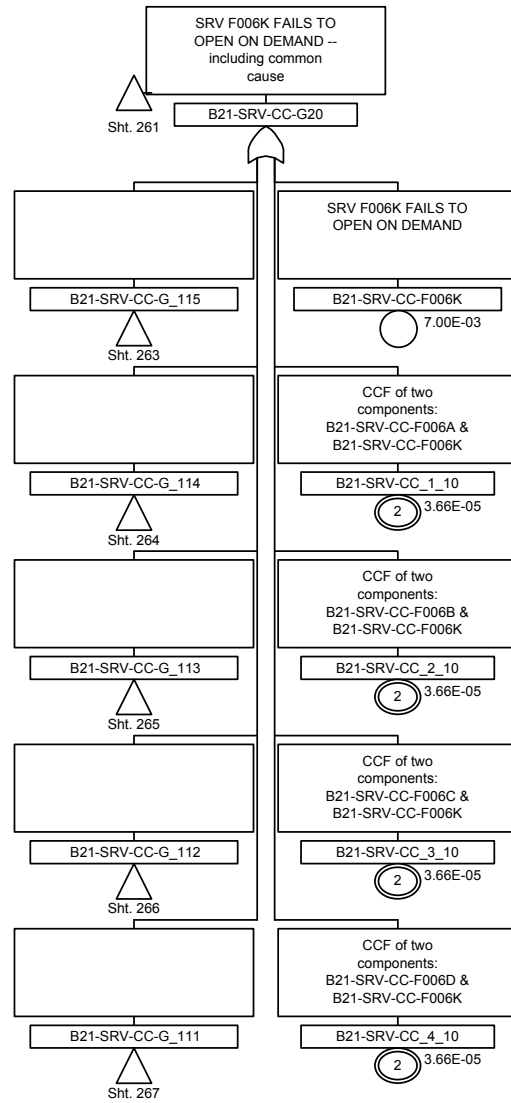 SRV F006K FAILS TO
OPEN ON DEMAND --
including common
cause
Sht. 261
B21-SRV-CC-G20
B21-SRV-CC-G_115
Sht. 263
SRV F006K FAILS TO
OPEN ON DEMAND
B21-SRV-CC-F006K
7.00E-03
B21-SRV-CC-G_114
Sht. 264
CCF of two
components:
B21-SRV-CC-F006A &
B21-SRV-CC-F006K
B21-SRV-CC_1_10
2
3.66E-05
B21-SRV-CC-G_113
Sht. 265
CCF of two
components:
B21-SRV-CC-F006B &
B21-SRV-CC-F006K
B21-SRV-CC_2_10
2
3.66E-05
B21-SRV-CC-G_112
Sht. 266
CCF of two
components:
B21-SRV-CC-F006C &
B21-SRV-CC-F006K
B21-SRV-CC_3_10
2
3.66E-05
B21-SRV-CC-G_111
Sht. 267
CCF of two
components:
B21-SRV-CC-F006D &
B21-SRV-CC-F006K
B21-SRV-CC_4_10
2
3.66E-05